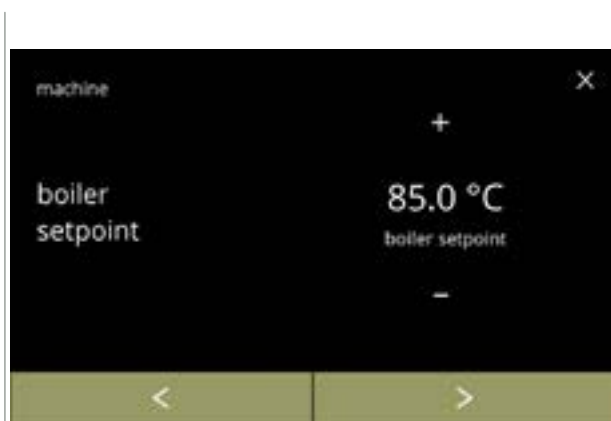 machine
X
+
boiler
setpoint
85.0 °C
boiler setpoint
-
< >